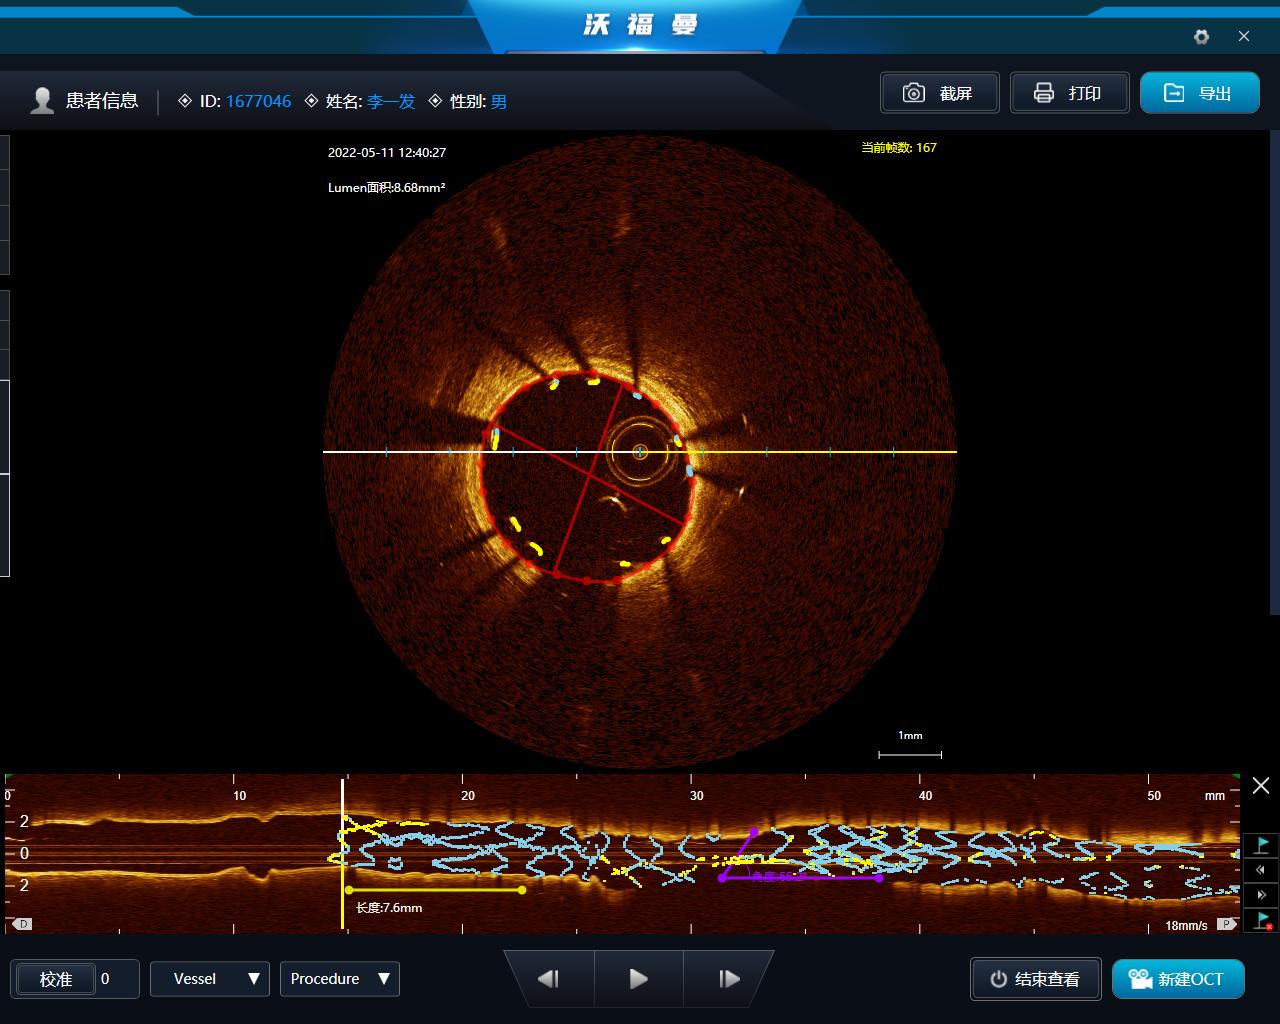 沃福曼
患者信息 ID: 1677046 姓名: 李一发 性别: 男 截屏 打印 导出
2022-05-11 12:40:27 当前帧数: 167
Lumen面积:8.68mm²
1mm
0 10 20 30 40 50 mm
2
0
2
长度:7.6mm
D 18mm/s P
校准 0 Vessel Procedure 结束查看 新建OCT